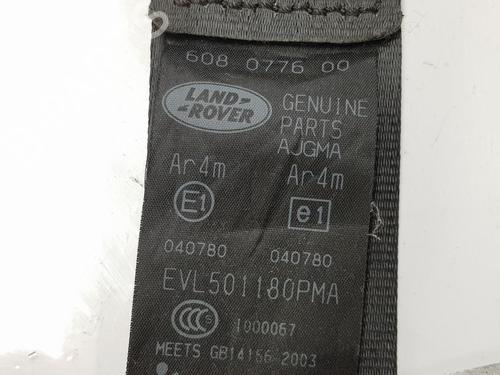 608 0776 00
LAND-
-ROVER
GENUINE
PARTS
AJGMA
Ar4m
Ar4m
E1
e1
040780
040780
EVL501180PMA
CCC
1000067
MEETS GB14166-2003